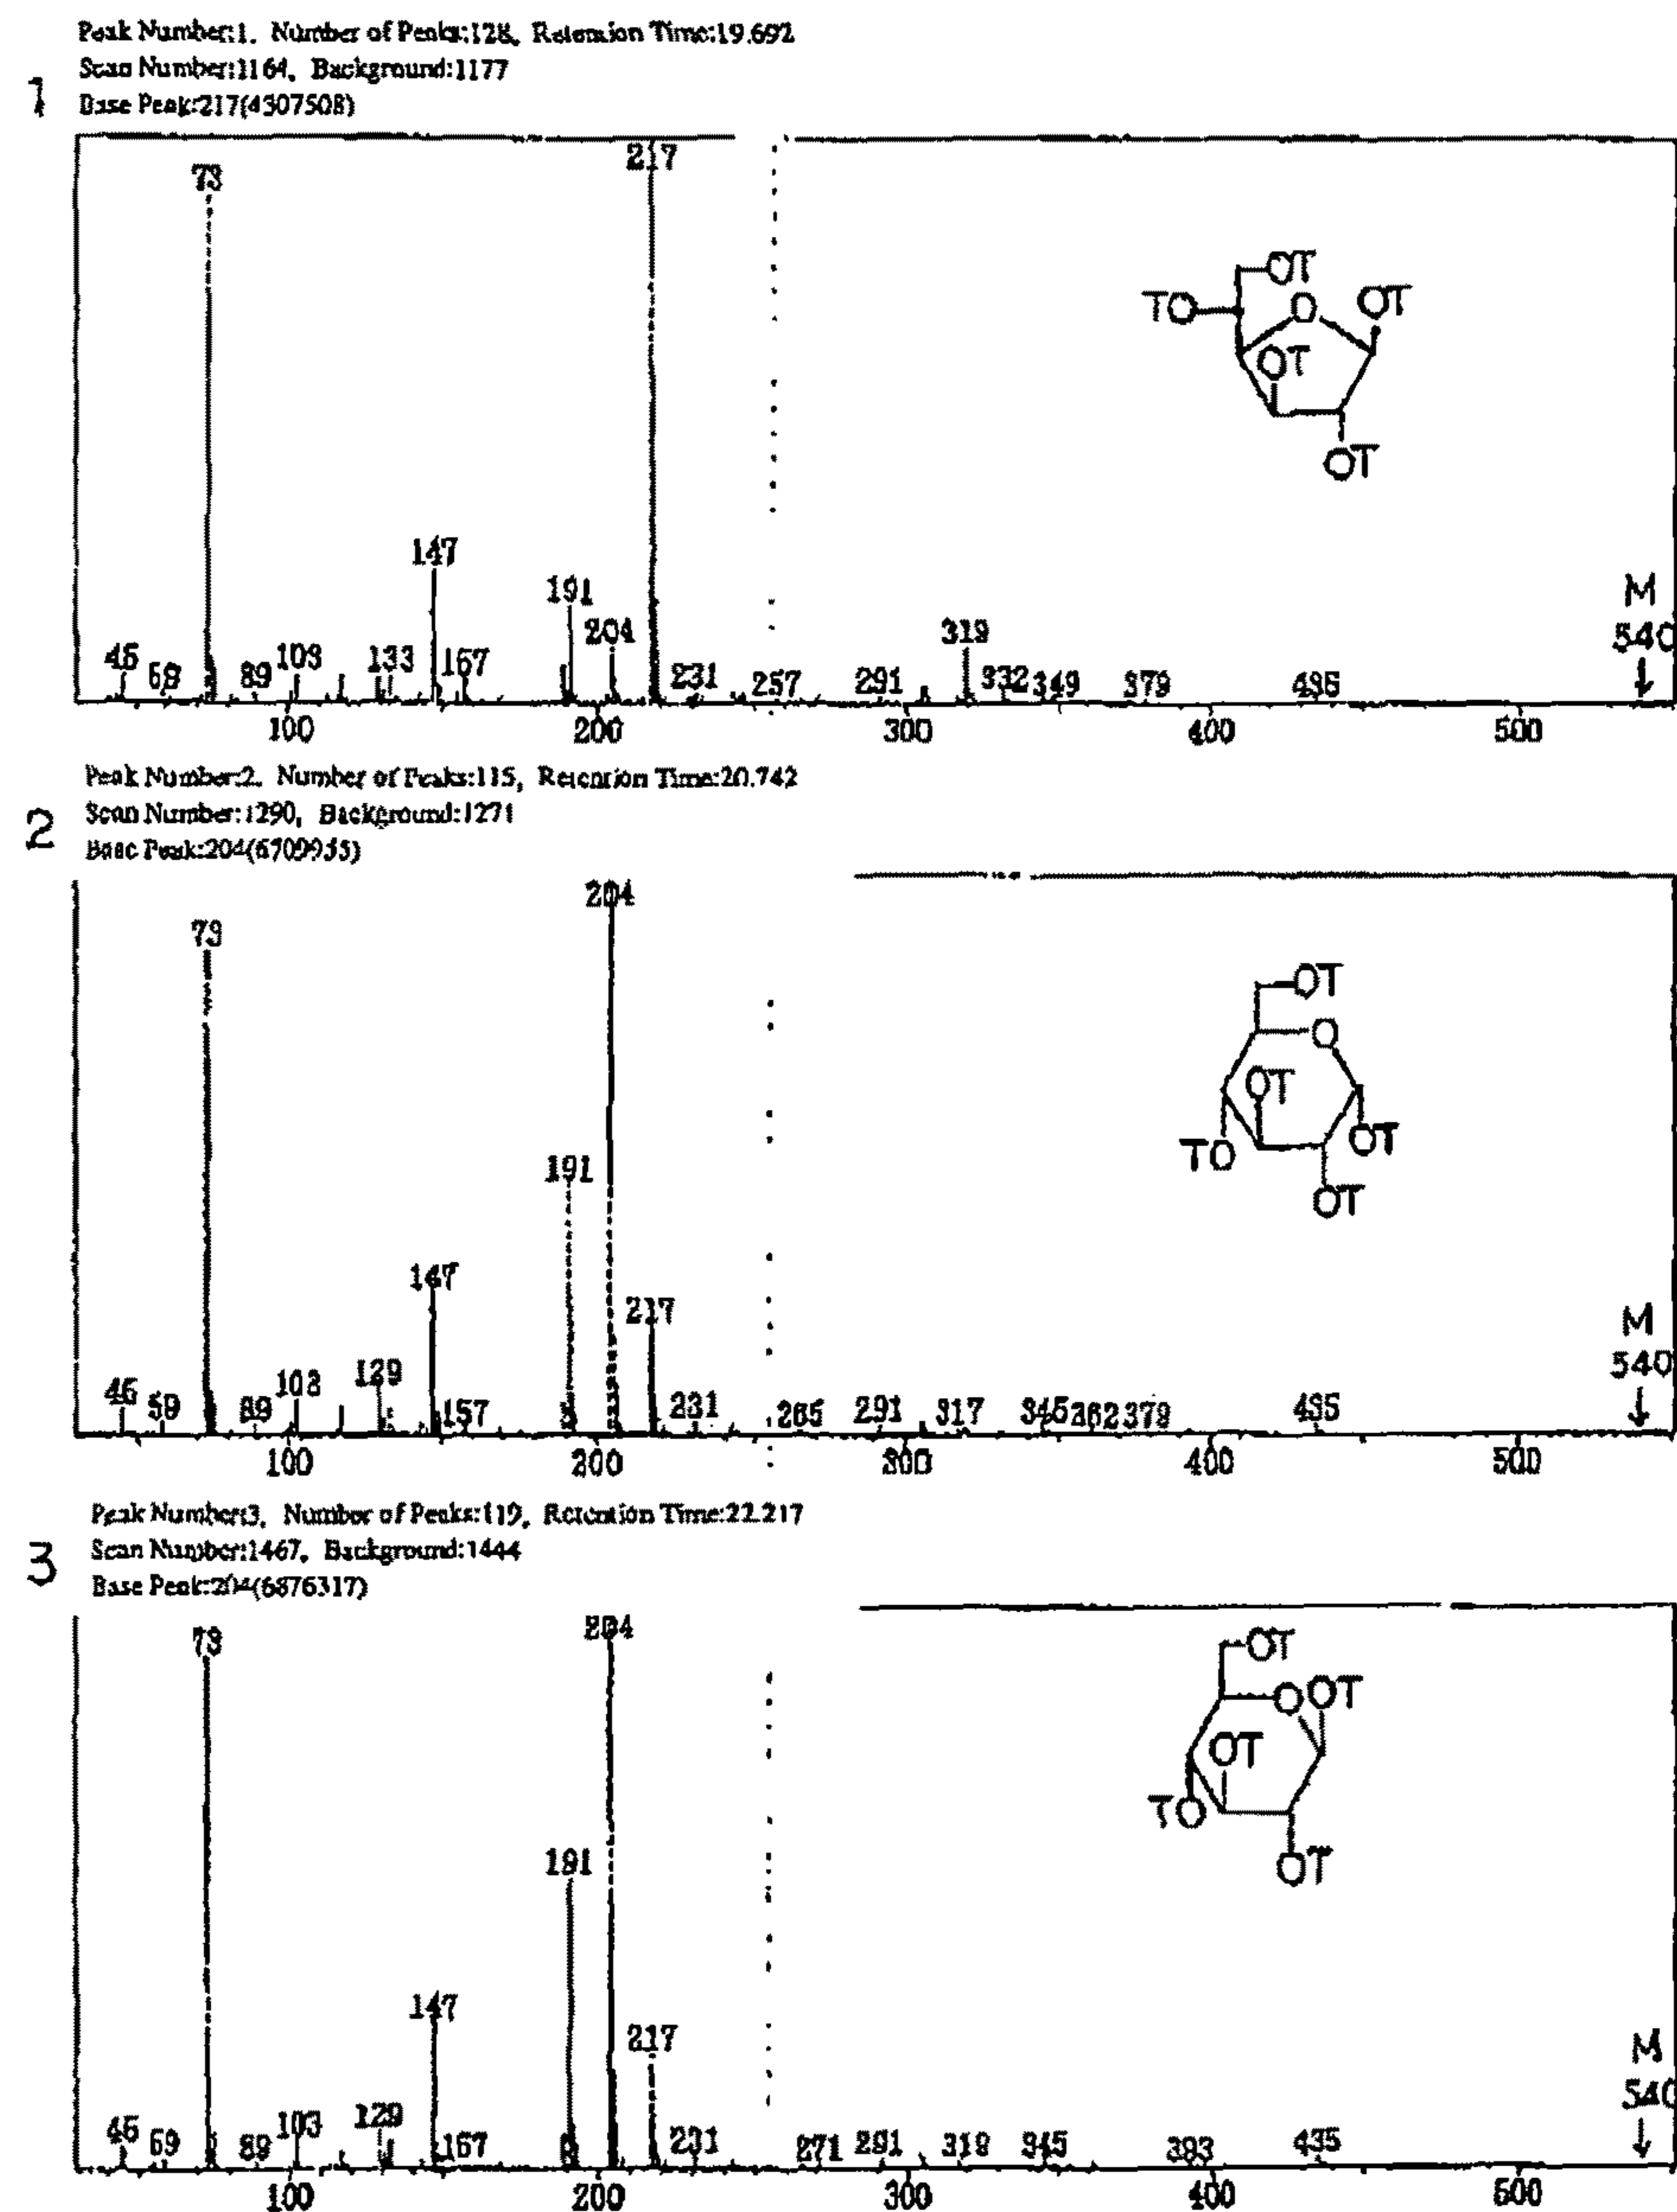 Peak Number:1. Number of Peaks:128, Retention Time:19.692
Scan Number:1164, Background:1177
1
Base Peak:217(4307508)
217
73
OT
TO O OT
OT
147
191
OT
M
204
319
540
45 59 89 103 133 157 231 257 291 332 349 379 435
100 200 300 400 500
Peak Number:2. Number of Peaks:115, Retention Time:20.742
Scan Number:1290, Background:1271
2
Base Peak:204(6709955)
204
73
OT
O
OT
191
TO OT
OT
147
217
M
540
45 59 89 103 129 157 231 265 291 317 345 362 379 435
100 200 300 400 500
Peak Number:3, Number of Peaks:119, Retention Time:22.217
Scan Number:1467, Background:1444
3
Base Peak:204(6876317)
204
73
OT
O OT
OT
TO
191
OT
147
217
M
540
45 59 89 103 129 157 231 271 291 319 345 393 435
100 200 300 400 500